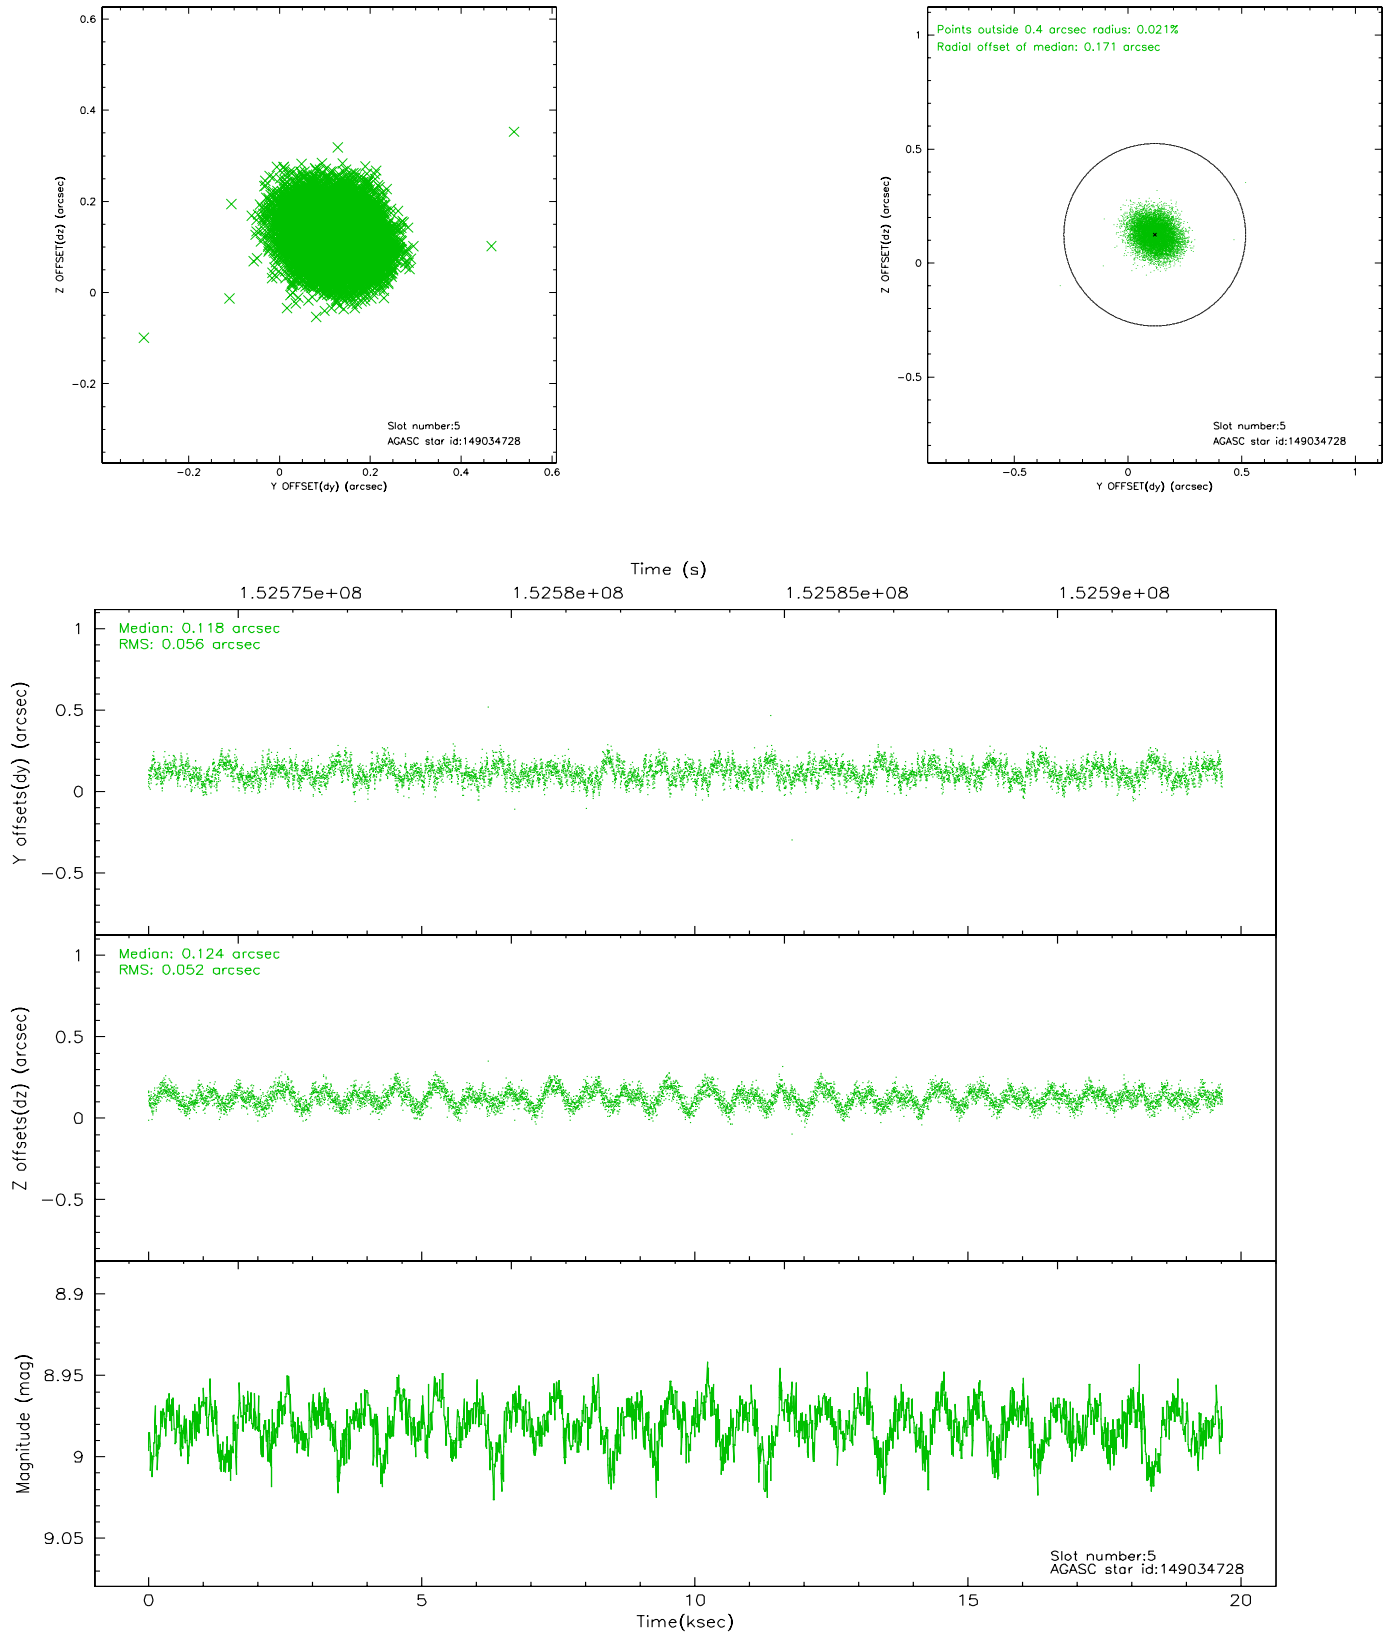 0.6
0.4
0.2
0
−0.2
Z OFFSET(dz) (arcsec)
Slot number:5
AGASC star id:149034728
−0.2
0
0.2
0.4
0.6
Y OFFSET(dy) (arcsec)
Points outside 0.4 arcsec radius: 0.021%
Radial offset of median: 0.171 arcsec
1
0.5
0
−0.5
Z OFFSET(dz) (arcsec)
Slot number:5
AGASC star id:149034728
−0.5
0
0.5
1
Y OFFSET(dy) (arcsec)
Time (s)
1.52575e+08
1.5258e+08
1.52585e+08
1.5259e+08
Median: 0.118 arcsec
RMS: 0.056 arcsec
1
0.5
0
−0.5
Y offsets(dy) (arcsec)
Median: 0.124 arcsec
RMS: 0.052 arcsec
1
0.5
0
−0.5
Z offsets(dz) (arcsec)
8.9
8.95
9
9.05
Magnitude (mag)
Slot number:5
AGASC star id:149034728
0
5
10
15
20
Time(ksec)